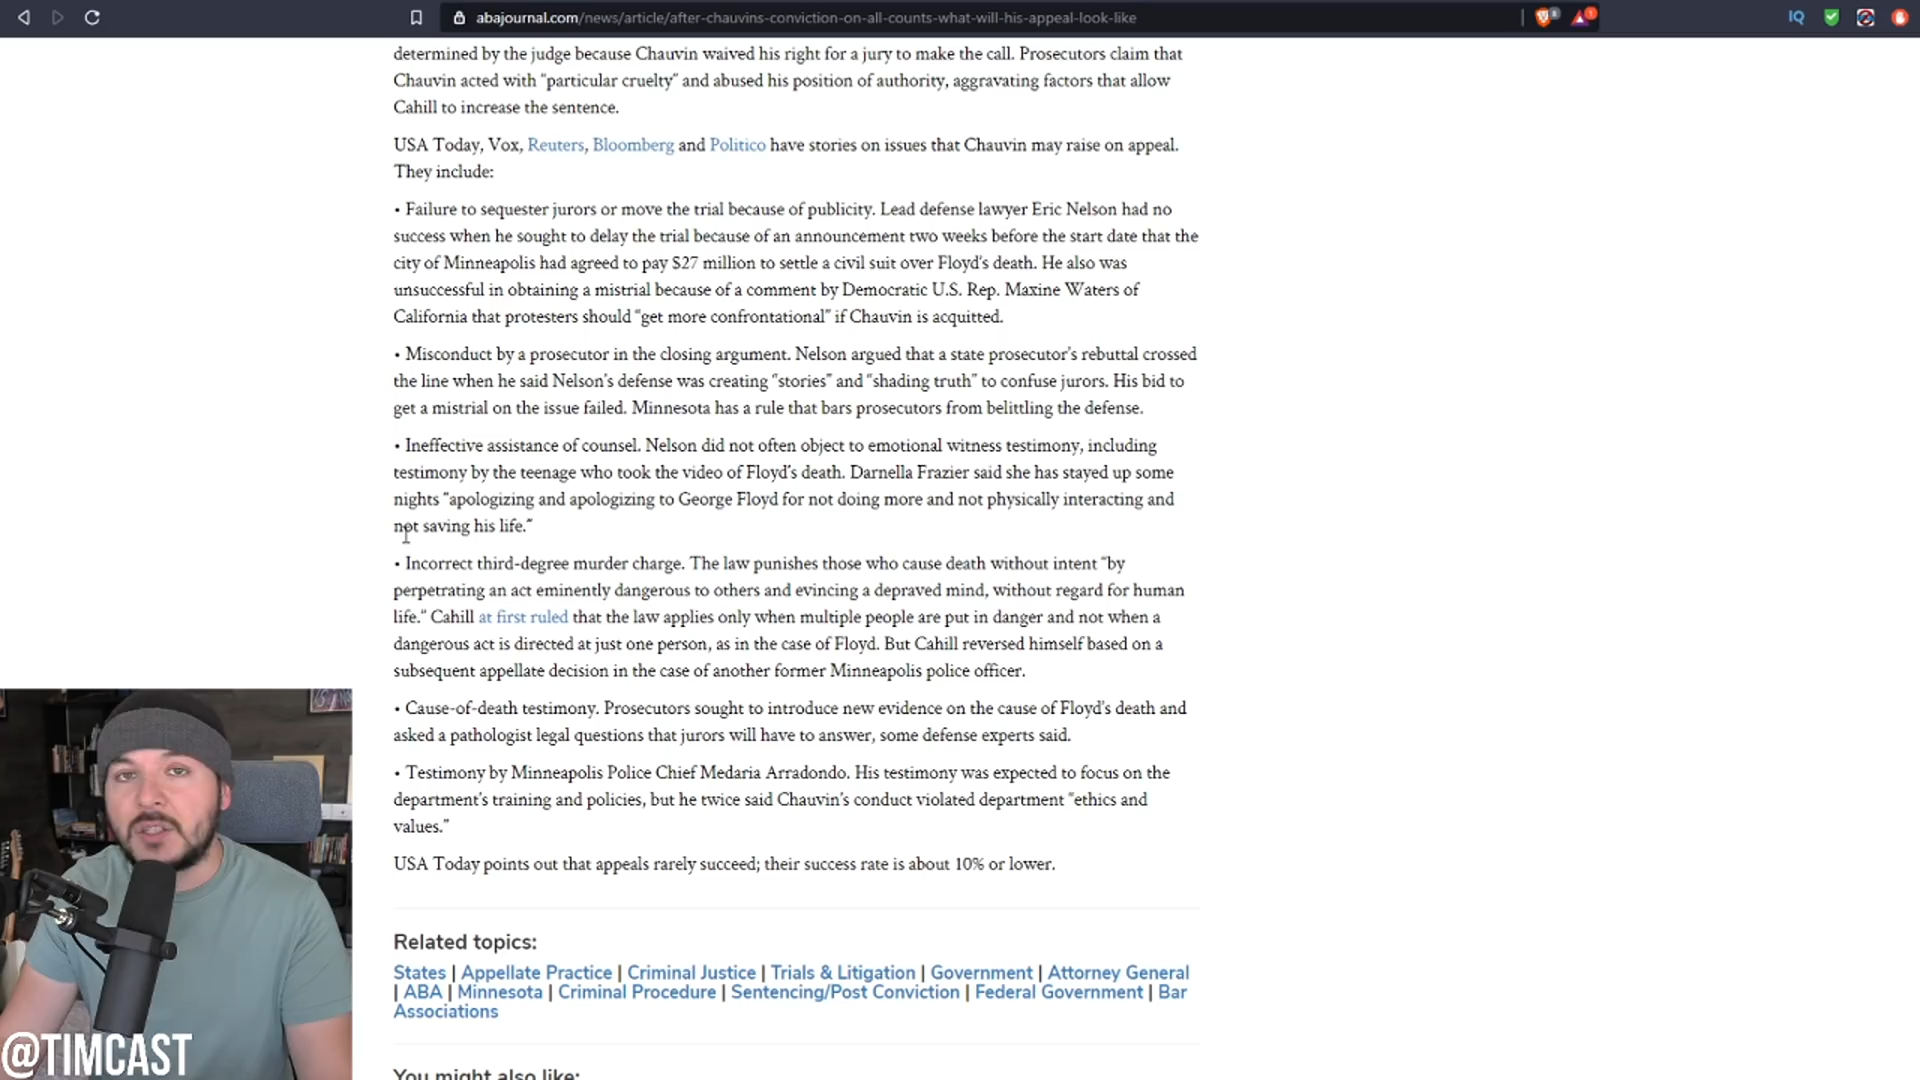 abajournal.com/news/article/after-chauvins-conviction-on-all-counts-what-will-his-appeal-look-like
IQ
determined by the judge because Chauvin waived his right for a jury to make the call. Prosecutors claim that
Chauvin acted with “particular cruelty” and abused his position of authority, aggravating factors that allow
Cahill to increase the sentence.
USA Today, Vox, Reuters, Bloomberg and Politico have stories on issues that Chauvin may raise on appeal.
They include:
• Failure to sequester jurors or move the trial because of publicity. Lead defense lawyer Eric Nelson had no
success when he sought to delay the trial because of an announcement two weeks before the start date that the
city of Minneapolis had agreed to pay $27 million to settle a civil suit over Floyd’s death. He also was
unsuccessful in obtaining a mistrial because of a comment by Democratic U.S. Rep. Maxine Waters of
California that protesters should “get more confrontational” if Chauvin is acquitted.
• Misconduct by a prosecutor in the closing argument. Nelson argued that a state prosecutor’s rebuttal crossed
the line when he said Nelson’s defense was creating “stories” and “shading truth” to confuse jurors. His bid to
get a mistrial on the issue failed. Minnesota has a rule that bars prosecutors from belittling the defense.
• Ineffective assistance of counsel. Nelson did not often object to emotional witness testimony, including
testimony by the teenage who took the video of Floyd’s death. Darnella Frazier said she has stayed up some
nights “apologizing and apologizing to George Floyd for not doing more and not physically interacting and
not saving his life.”
• Incorrect third-degree murder charge. The law punishes those who cause death without intent “by
perpetrating an act eminently dangerous to others and evincing a depraved mind, without regard for human
life.” Cahill at first ruled that the law applies only when multiple people are put in danger and not when a
dangerous act is directed at just one person, as in the case of Floyd. But Cahill reversed himself based on a
subsequent appellate decision in the case of another former Minneapolis police officer.
• Cause-of-death testimony. Prosecutors sought to introduce new evidence on the cause of Floyd’s death and
asked a pathologist legal questions that jurors will have to answer, some defense experts said.
• Testimony by Minneapolis Police Chief Medaria Arradondo. His testimony was expected to focus on the
department’s training and policies, but he twice said Chauvin’s conduct violated department “ethics and
values.”
USA Today points out that appeals rarely succeed; their success rate is about 10% or lower.
Related topics:
States | Appellate Practice | Criminal Justice | Trials & Litigation | Government | Attorney General
| ABA | Minnesota | Criminal Procedure | Sentencing/Post Conviction | Federal Government | Bar
Associations
You might also like:
@TIMCAST